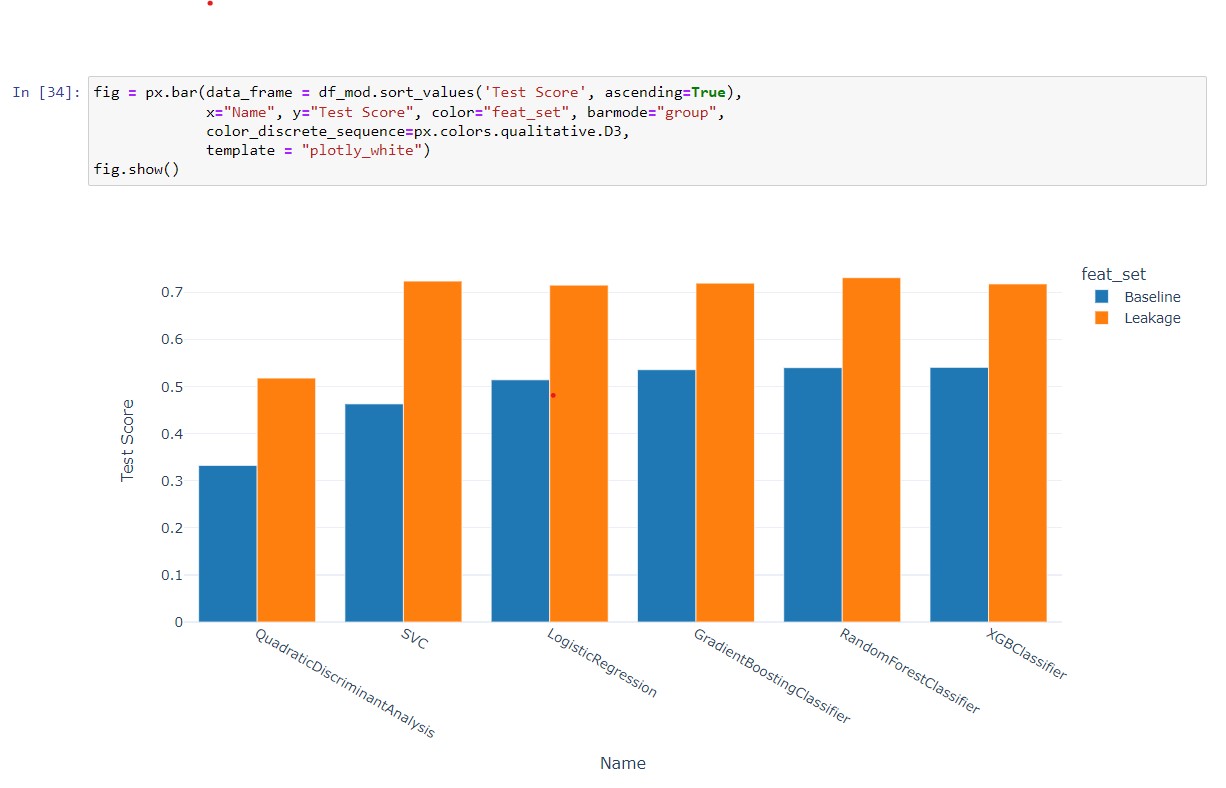 In [34]: fig = px.bar(data_frame = df_mod.sort_values('Test Score', ascending=True),
x="Name", y="Test Score", color="feat_set", barmode="group",
color_discrete_sequence=px.colors.qualitative.D3,
template = "plotly_white")
fig.show()
feat_set
Baseline
Leakage
0.7
0.6
0.5
0.4
0.3
0.2
0.1
0
Test Score
QuadraticDiscriminantAnalysis
SVC
LogisticRegression
GradientBoostingClassifier
RandomForestClassifier
XGBClassifier
Name